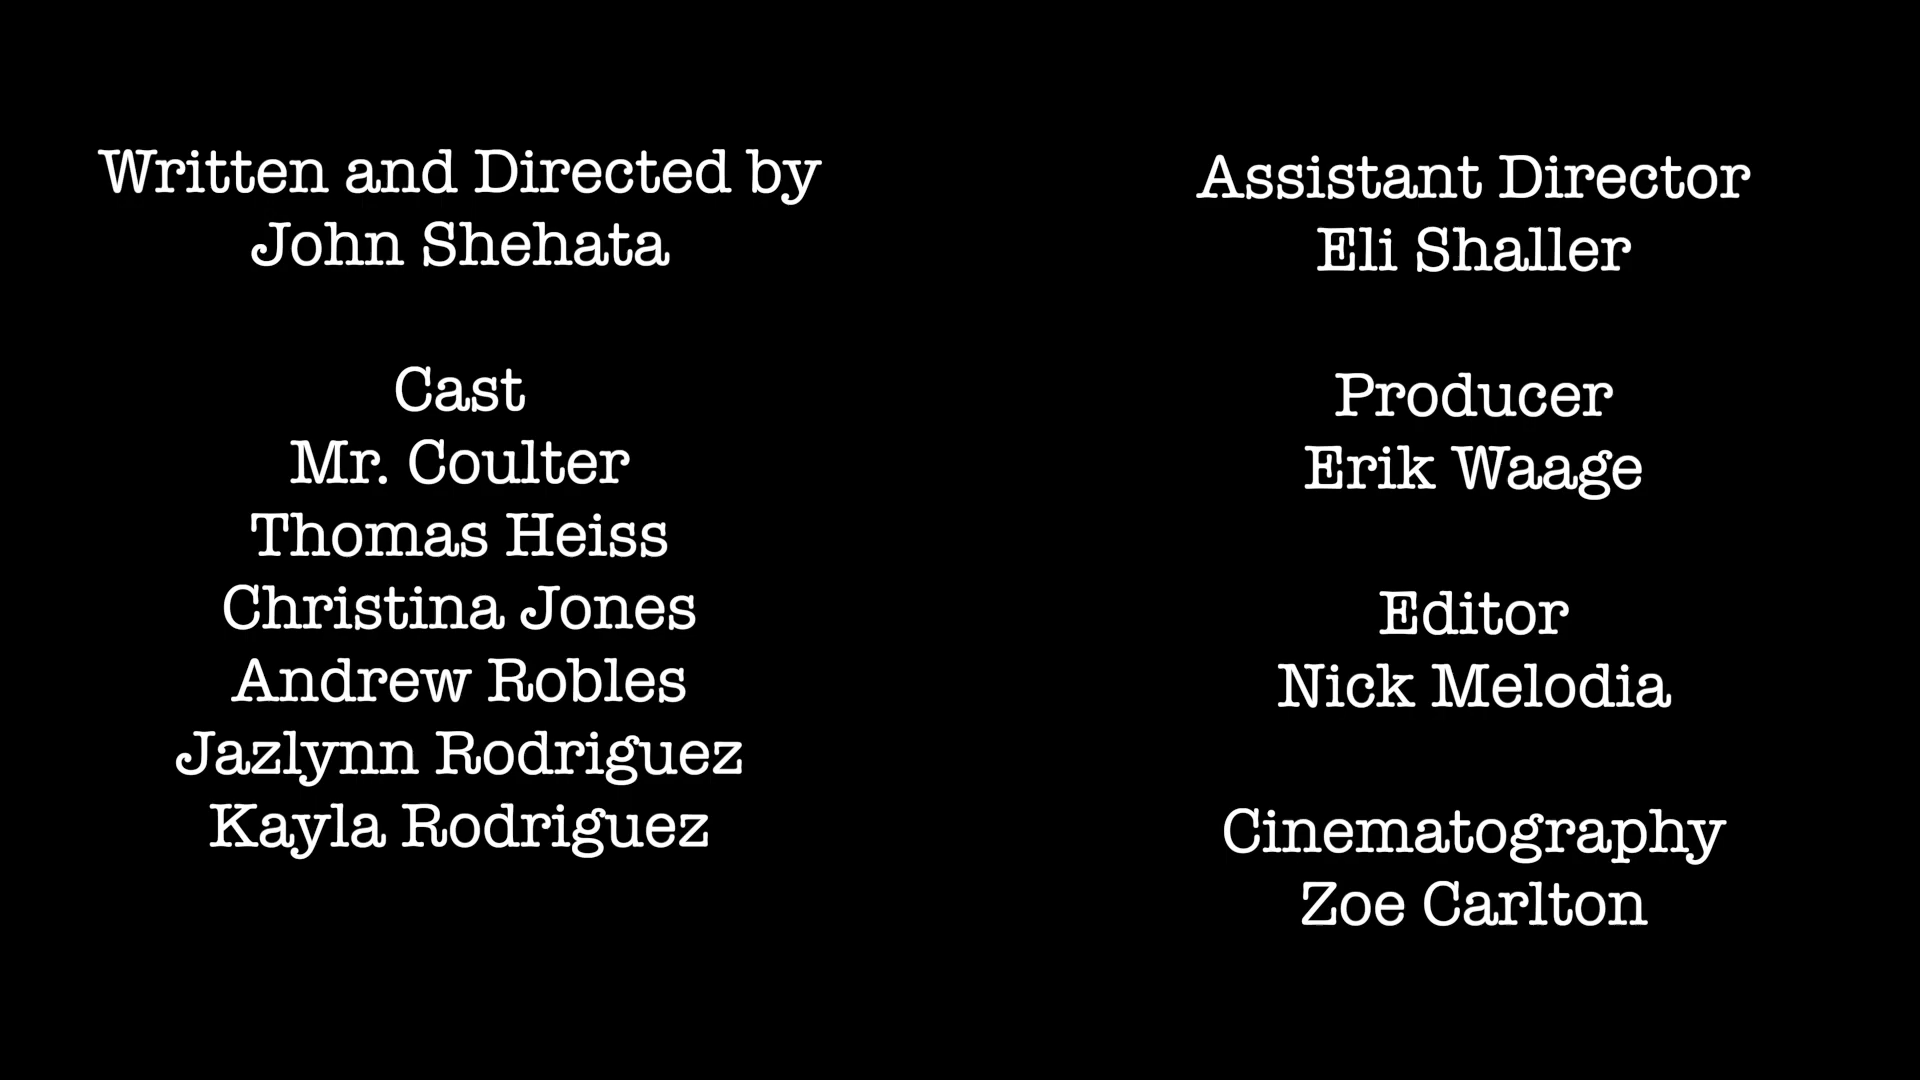 Written and Directed by
John Shehata
Cast
Mr. Coulter
Thomas Heiss
Christina Jones
Andrew Robles
Jazlynn Rodriguez
Kayla Rodriguez
Assistant Director
Eli Shaller
Producer
Erik Waage
Editor
Nick Melodia
Cinematography
Zoe Carlton